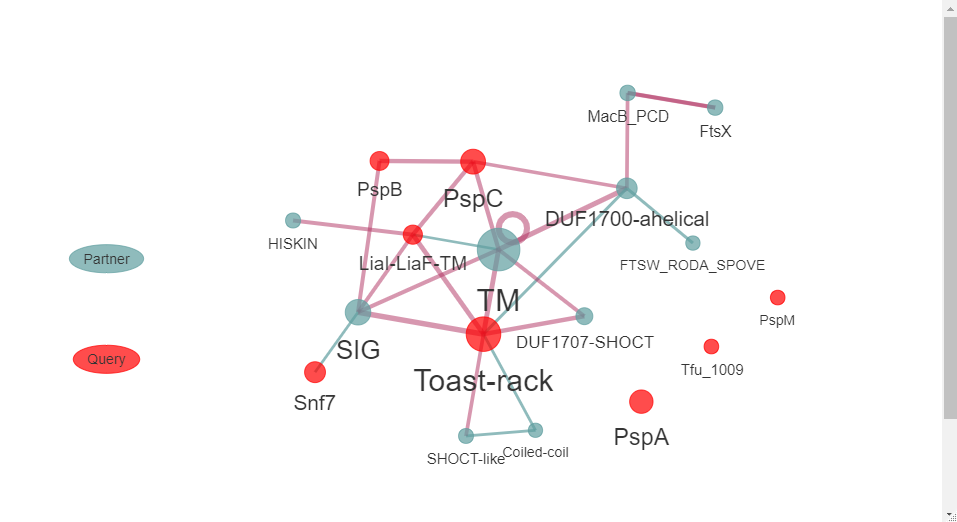 MacB_PCD
FtsX
PspB
PspC
DUF1700-ahelical
HISKIN
LiaI-LiaF-TM
FTSW_RODA_SPOVE
Partner
TM
PspM
SIG
DUF1707-SHOCT
Query
Toast-rack
Tfu_1009
Snf7
PspA
SHOCT-like
Coiled-coil